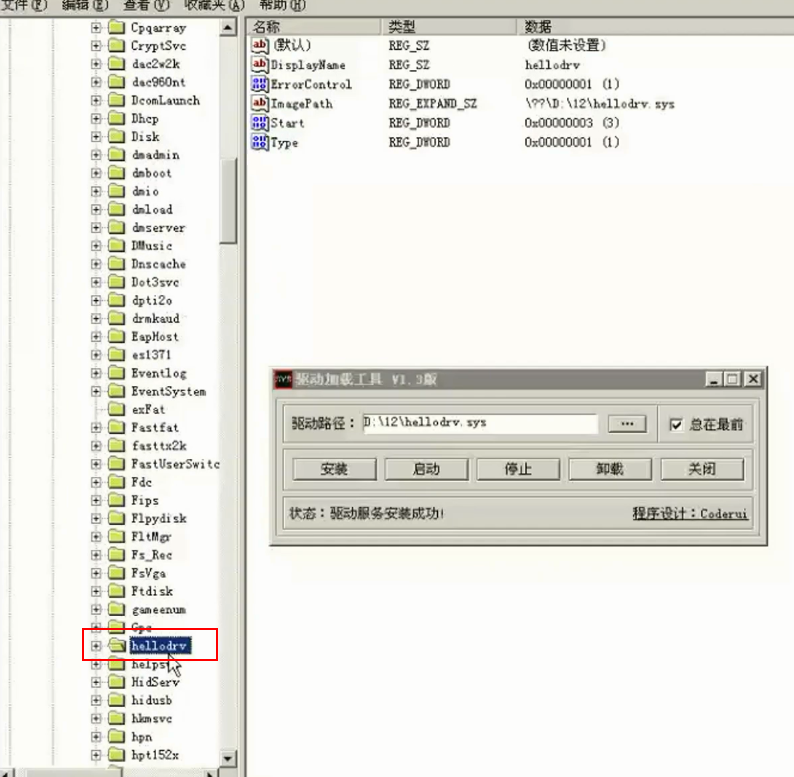 文件(F) 编辑(E) 查看(V) 收藏夹(A) 帮助(H)
Cpqarray
CryptSvc
dac2w2k
dac960nt
DcomLaunch
Dhcp
Disk
dmadmin
dmboot
dmio
dmload
dmserver
DMusic
Dnscache
Dot3svc
dpti2o
drmkaud
EapHost
es1371
Eventlog
EventSystem
exFat
Fastfat
fasttx2k
FastUserSwitc
Fdc
Fips
Flpydisk
FltMgr
Fs_Rec
FsVga
Ftdisk
gameenum
Gpc
hellodrv
helps
HidServ
hidusb
hkmsvc
hpn
hpt152x
名称 类型 数据
(默认) REG_SZ (数值未设置)
DisplayName REG_SZ hellodrv
ErrorControl REG_DWORD 0x00000001 (1)
ImagePath REG_EXPAND_SZ \??\D:\12\hellodrv.sys
Start REG_DWORD 0x00000003 (3)
Type REG_DWORD 0x00000001 (1)
驱动加载工具 V1.3版
驱动路径: D:\12\hellodrv.sys ... 总在最前
安装 启动 停止 卸载 关闭
状态:驱动服务安装成功! 程序设计:Coderui